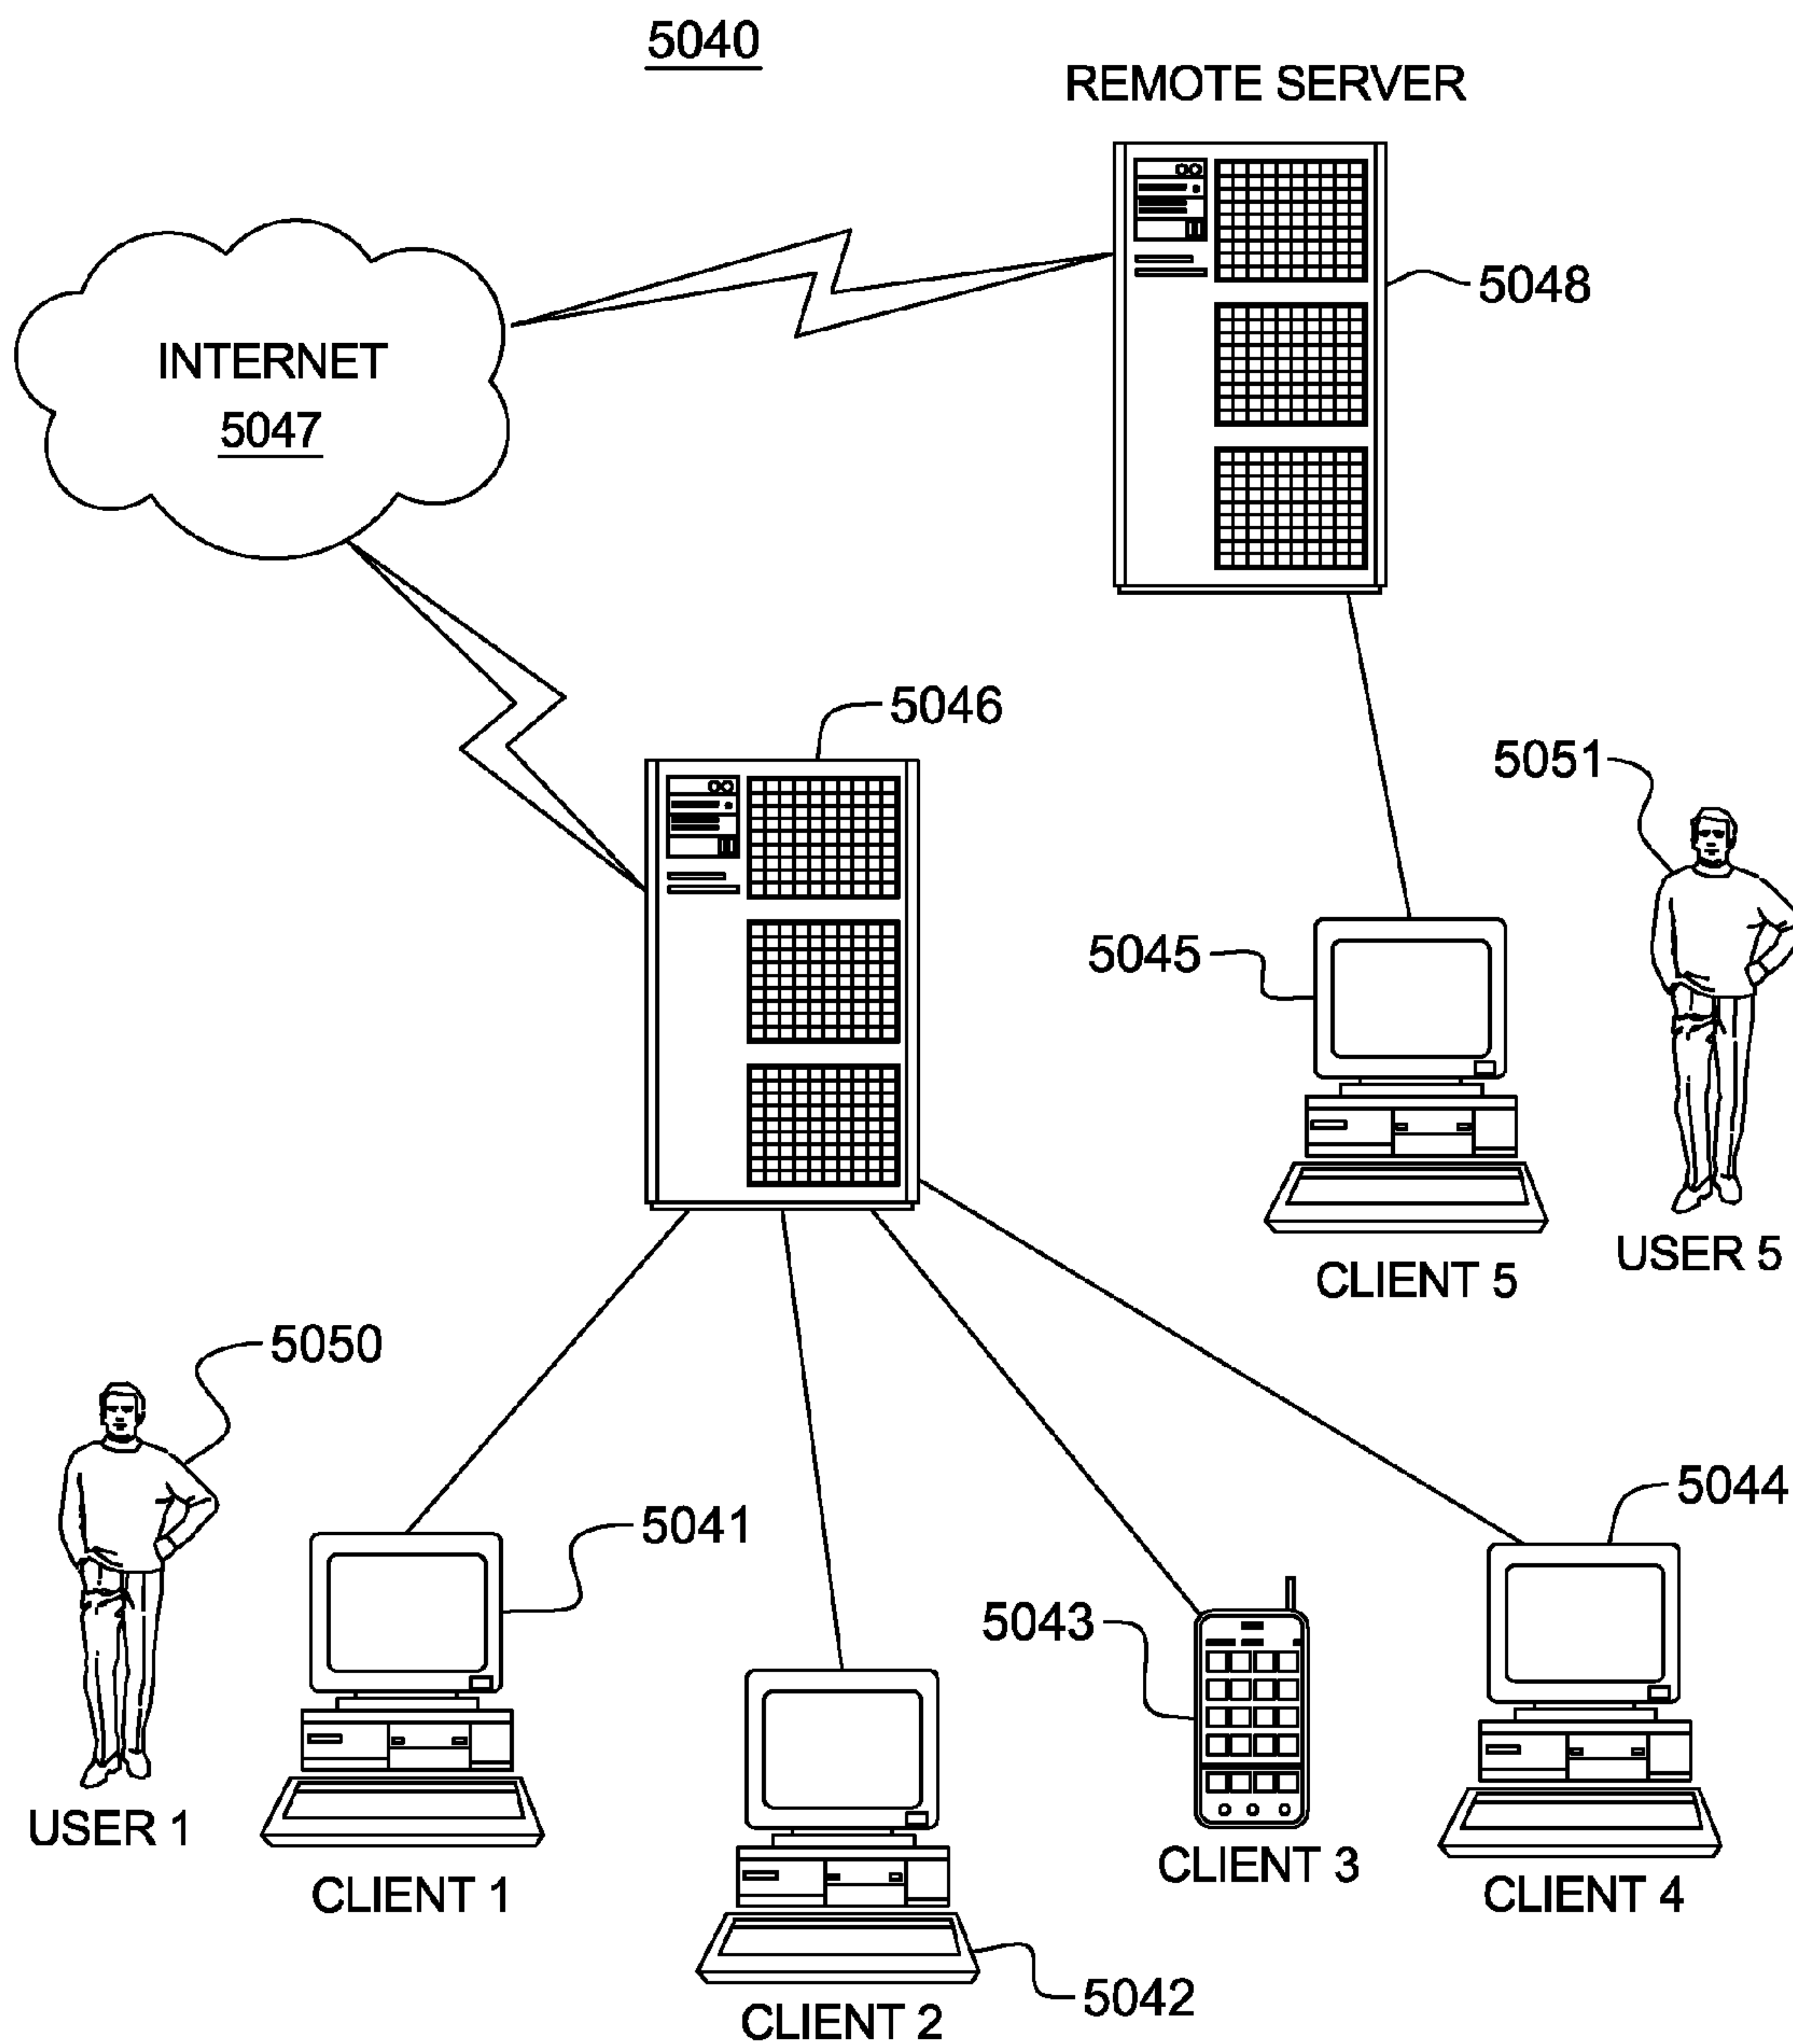 5040
REMOTE SERVER
5048
INTERNET
5047
5046
5051
5045
USER 5
CLIENT 5
5050
5044
5041
5043
USER 1
CLIENT 3
CLIENT 1
CLIENT 4
5042
CLIENT 2